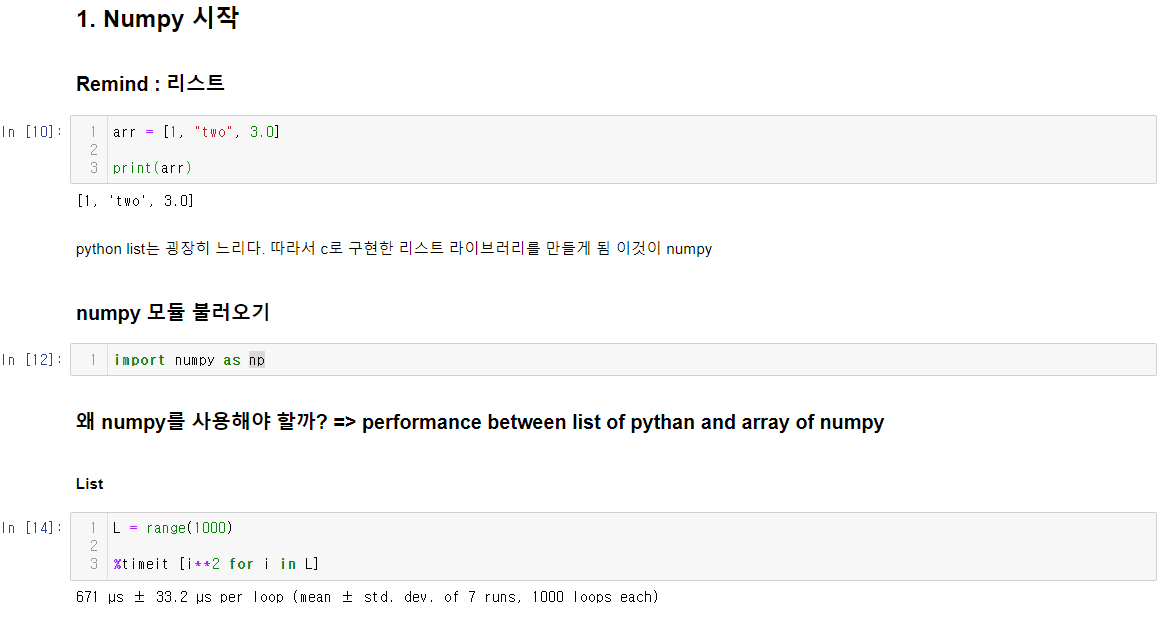 1. Numpy 시작
Remind : 리스트
In [10]:
1 arr = [1, "two", 3.0]
2
3 print(arr)
[1, 'two', 3.0]
python list는 굉장히 느리다. 따라서 c로 구현한 리스트 라이브러리를 만들게 됨 이것이 numpy
numpy 모듈 불러오기
In [12]:
1 import numpy as np
왜 numpy를 사용해야 할까? => performance between list of pythan and array of numpy
List
In [14]:
1 L = range(1000)
2
3 %timeit [i**2 for i in L]
671 µs ± 33.2 µs per loop (mean ± std. dev. of 7 runs, 1000 loops each)